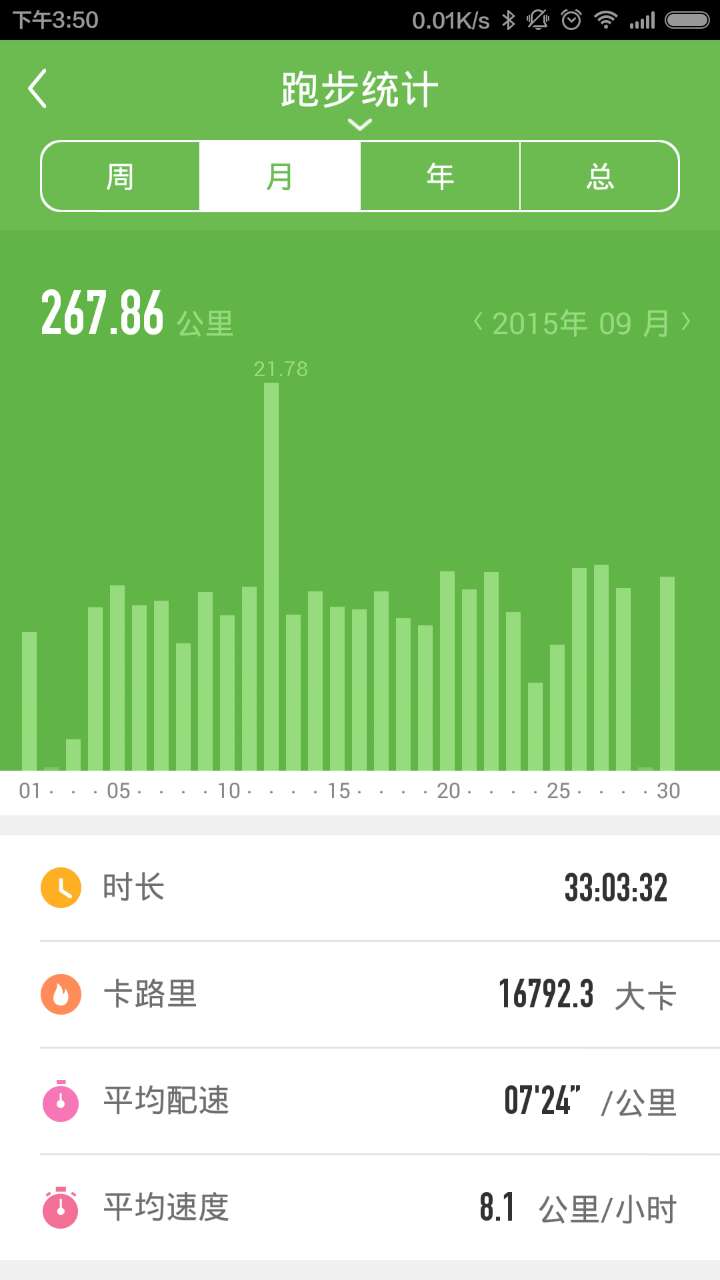 下午3:50 0.01K/s
跑步统计
周 月 年 总
267.86 公里 2015年 09 月
21.78
01 · · · 05 · · · · 10 · · · · 15 · · · · 20 · · · · 25 · · · · 30
时长 33:03:32
卡路里 16792.3 大卡
平均配速 07'24” /公里
平均速度 8.1 公里/小时